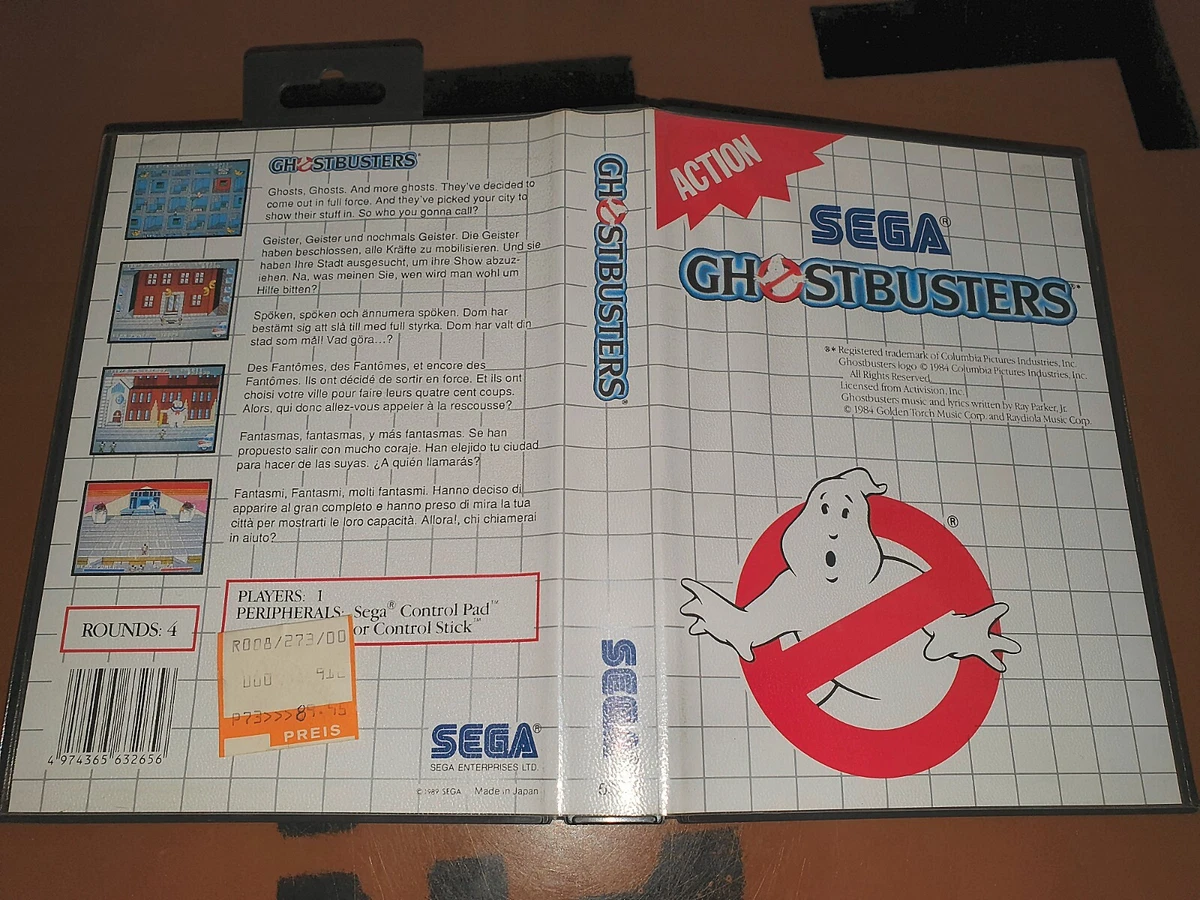 GHOSTBUSTERS
Ghosts, Ghosts. And more ghosts. They've decided to
come out in full force. And they've picked your city to
show their stuff in. So who you gonna call?
Geister, Geister und nochmals Geister. Die Geister
haben beschlossen, alle Kräfte zu mobilisieren. Und sie
haben Ihre Stadt ausgesucht, um ihre Show abzuz-
iehen. Na, was meinen Sie, wen wird man wohl um
Hilfe bitten?
Spöken, spöken och ännumera spöken. Dom har
bestämt sig att slå till med full styrka. Dom har valt din
stad som mål! Vad göra...?
Des Fantômes, des Fantômes, et encore des
Fantômes. Ils ont décidé de sortir en force. Et ils ont
choisi votre ville pour faire leurs quatre cent coups.
Alors, qui donc allez-vous appeler à la rescousse?
Fantasmas, fantasmas, y más fantasmas. Se han
propuesto salir con mucho coraje. Han elejido tu ciudad
para hacer de las suyas. ¿A quién llamarás?
Fantasmi, Fantasmi, molti fantasmi. Hanno deciso di
apparire al gran completo e hanno preso di mira la tua
città per mostrarti le loro capacità. Allora!, chi chiamerai
in aiuto?
PLAYERS: 1
PERIPHERALS: Sega® Control Pad™
or Control Stick™
ROUNDS: 4
R008/273/00
PREIS
4 974365 632656
SEGA®
SEGA ENTERPRISES LTD.
© 1989 SEGA Made in Japan
GHOSTBUSTERS
SEGA®
ACTION
SEGA®
GHOSTBUSTERS®*
®* Registered trademark of Columbia Pictures Industries, Inc.
Ghostbusters logo © 1984 Columbia Pictures Industries, Inc.
All Rights Reserved.
Licensed from Activision, Inc.
Ghostbusters music and lyrics written by Ray Parker, Jr.
© 1984 Golden Torch Music Corp. and Raydiola Music Corp.
®